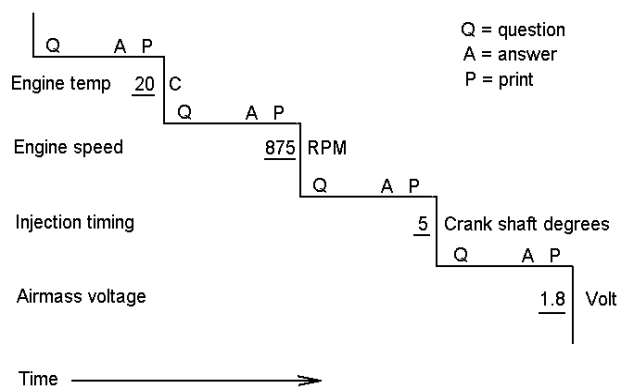 Q A P
Q = question
A = answer
P = print
Engine temp 20 C
Q A P
Engine speed 875 RPM
Q A P
Injection timing 5 Crank shaft degrees
Q A P
Airmass voltage 1.8 Volt
Time